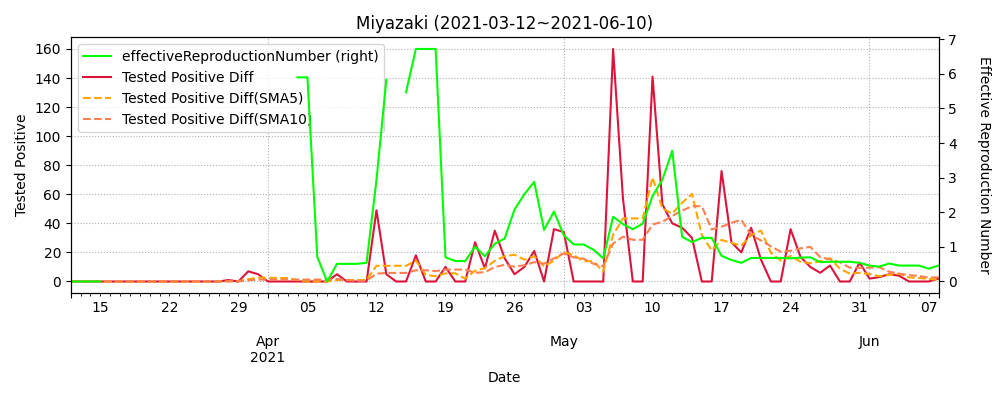 Miyazaki (2021-03-12~2021-06-10)
effectiveReproductionNumber (right)
Tested Positive Diff
Tested Positive Diff(SMA5)
Tested Positive Diff(SMA10)
Tested Positive
160
140
120
100
80
60
40
20
0
Effective Reproduction Number
7
6
5
4
3
2
1
0
15 22 29 05 12 19 26 03 10 17 24 31 07
Apr May Jun
2021
Date